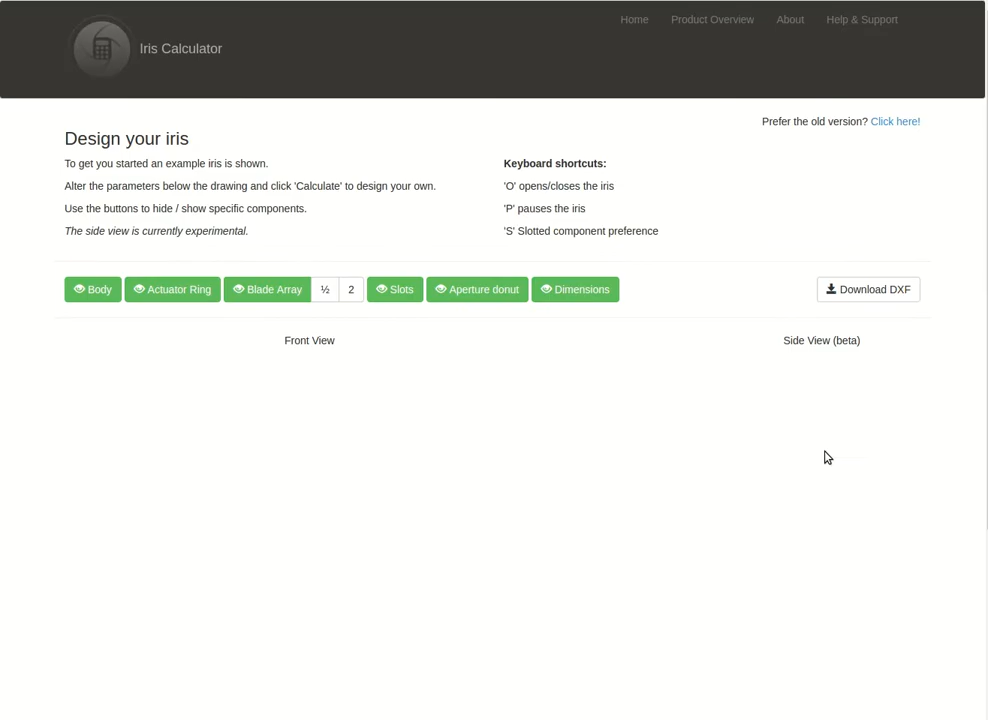 Home Product Overview About Help & Support
Iris Calculator
Prefer the old version? Click here!
Design your iris
To get you started an example iris is shown.
Alter the parameters below the drawing and click 'Calculate' to design your own.
Use the buttons to hide / show specific components.
The side view is currently experimental.
Keyboard shortcuts:
'O' opens/closes the iris
'P' pauses the iris
'S' Slotted component preference
Body Actuator Ring Blade Array ½ 2 Slots Aperture donut Dimensions Download DXF
Front View Side View (beta)